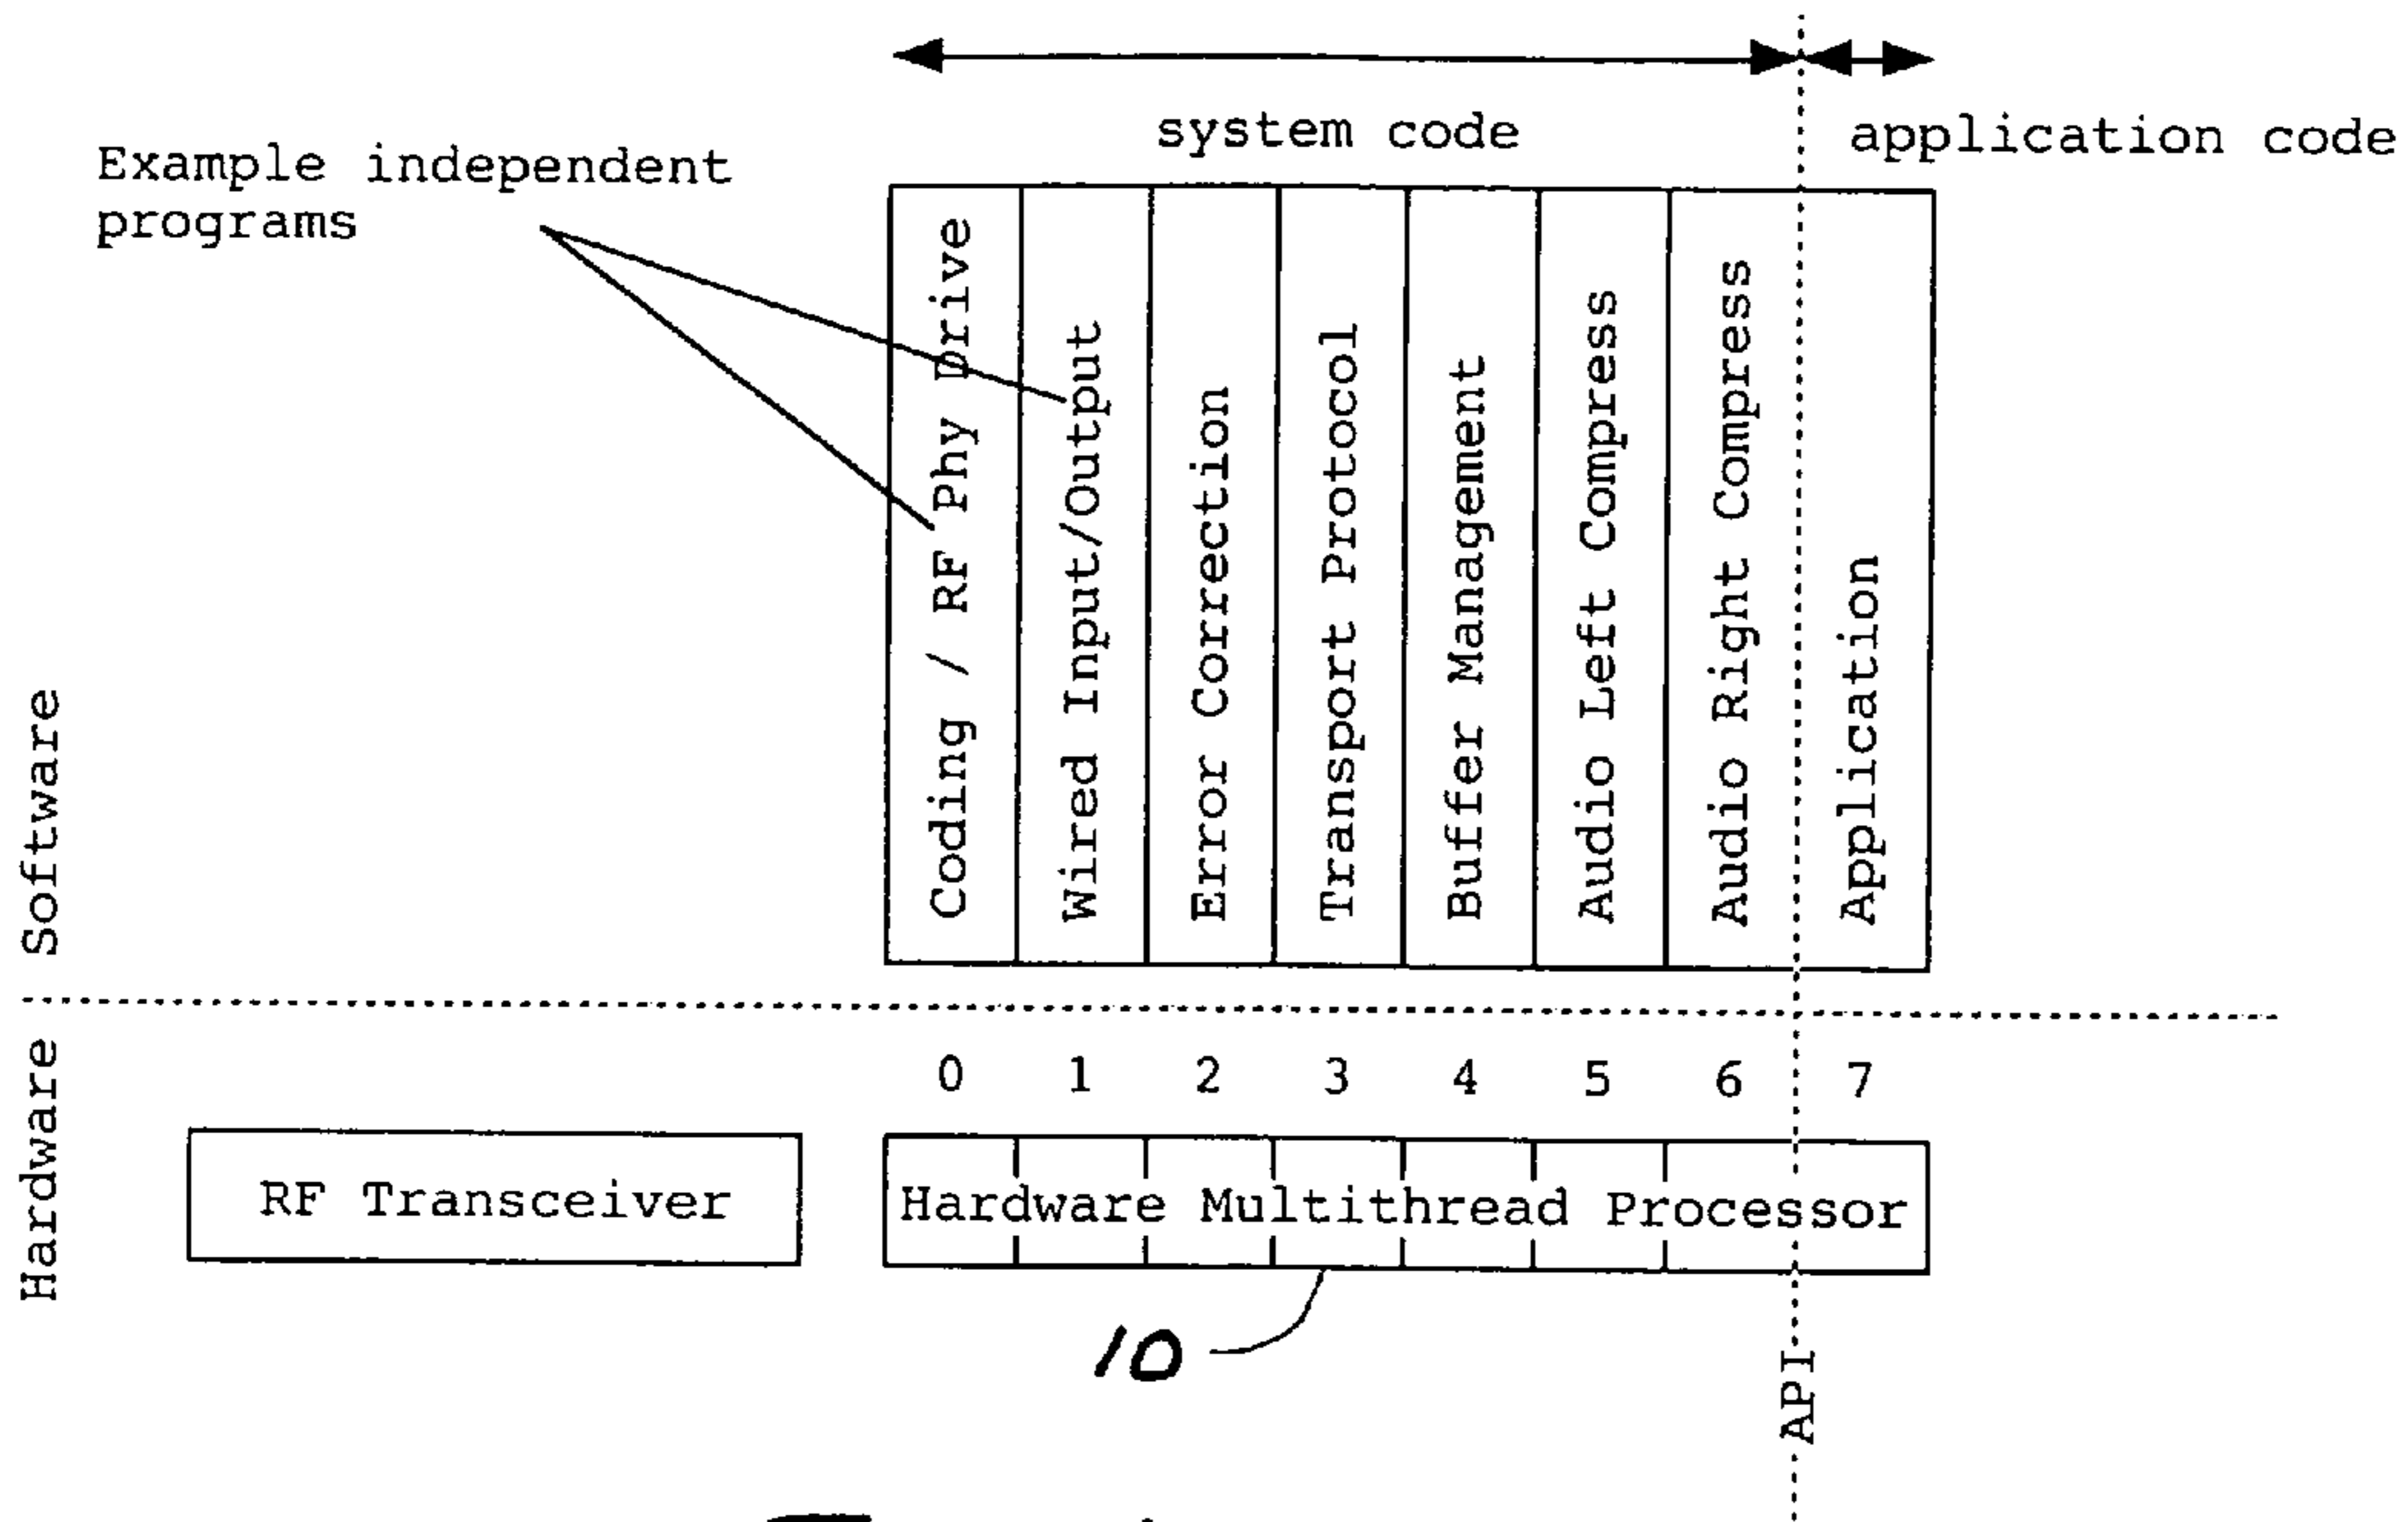 system code
application code
Example independent
programs
Coding / RF Phy Drive
Wired Input/Output
Error Correction
Transport Protocol
Buffer Management
Audio Left Compress
Audio Right Compress
Application
Software
Hardware
0 1 2 3 4 5 6 7
RF Transceiver
Hardware Multithread Processor
10
API